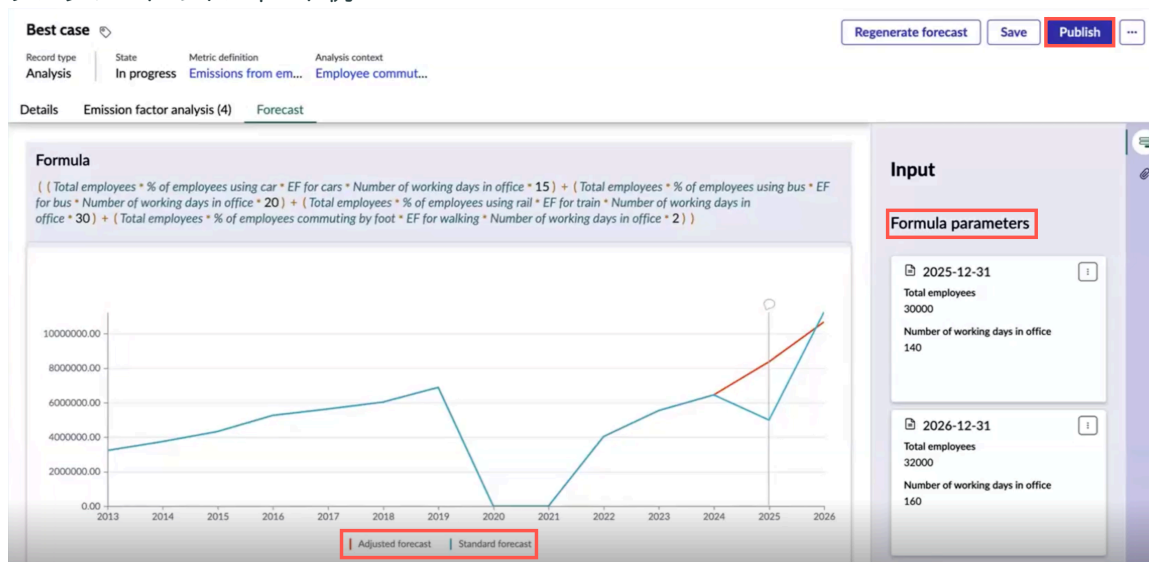 Best case
Regenerate forecast
Save
Publish
...
Record type
State
Metric definition
Analysis context
Analysis
In progress
Emissions from em...
Employee commut...
Details
Emission factor analysis (4)
Forecast
Formula
( ( Total employees * % of employees using car * EF for cars * Number of working days in office * 15 ) + ( Total employees * % of employees using bus * EF
for bus * Number of working days in office * 20 ) + ( Total employees * % of employees using rail * EF for train * Number of working days in
office * 30 ) + ( Total employees * % of employees commuting by foot * EF for walking * Number of working days in office * 2 ) )
10000000.00
8000000.00
6000000.00
4000000.00
2000000.00
0.00
2013 2014 2015 2016 2017 2018 2019 2020 2021 2022 2023 2024 2025 2026
Adjusted forecast
Standard forecast
Input
Formula parameters
2025-12-31
Total employees
30000
Number of working days in office
140
2026-12-31
Total employees
32000
Number of working days in office
160